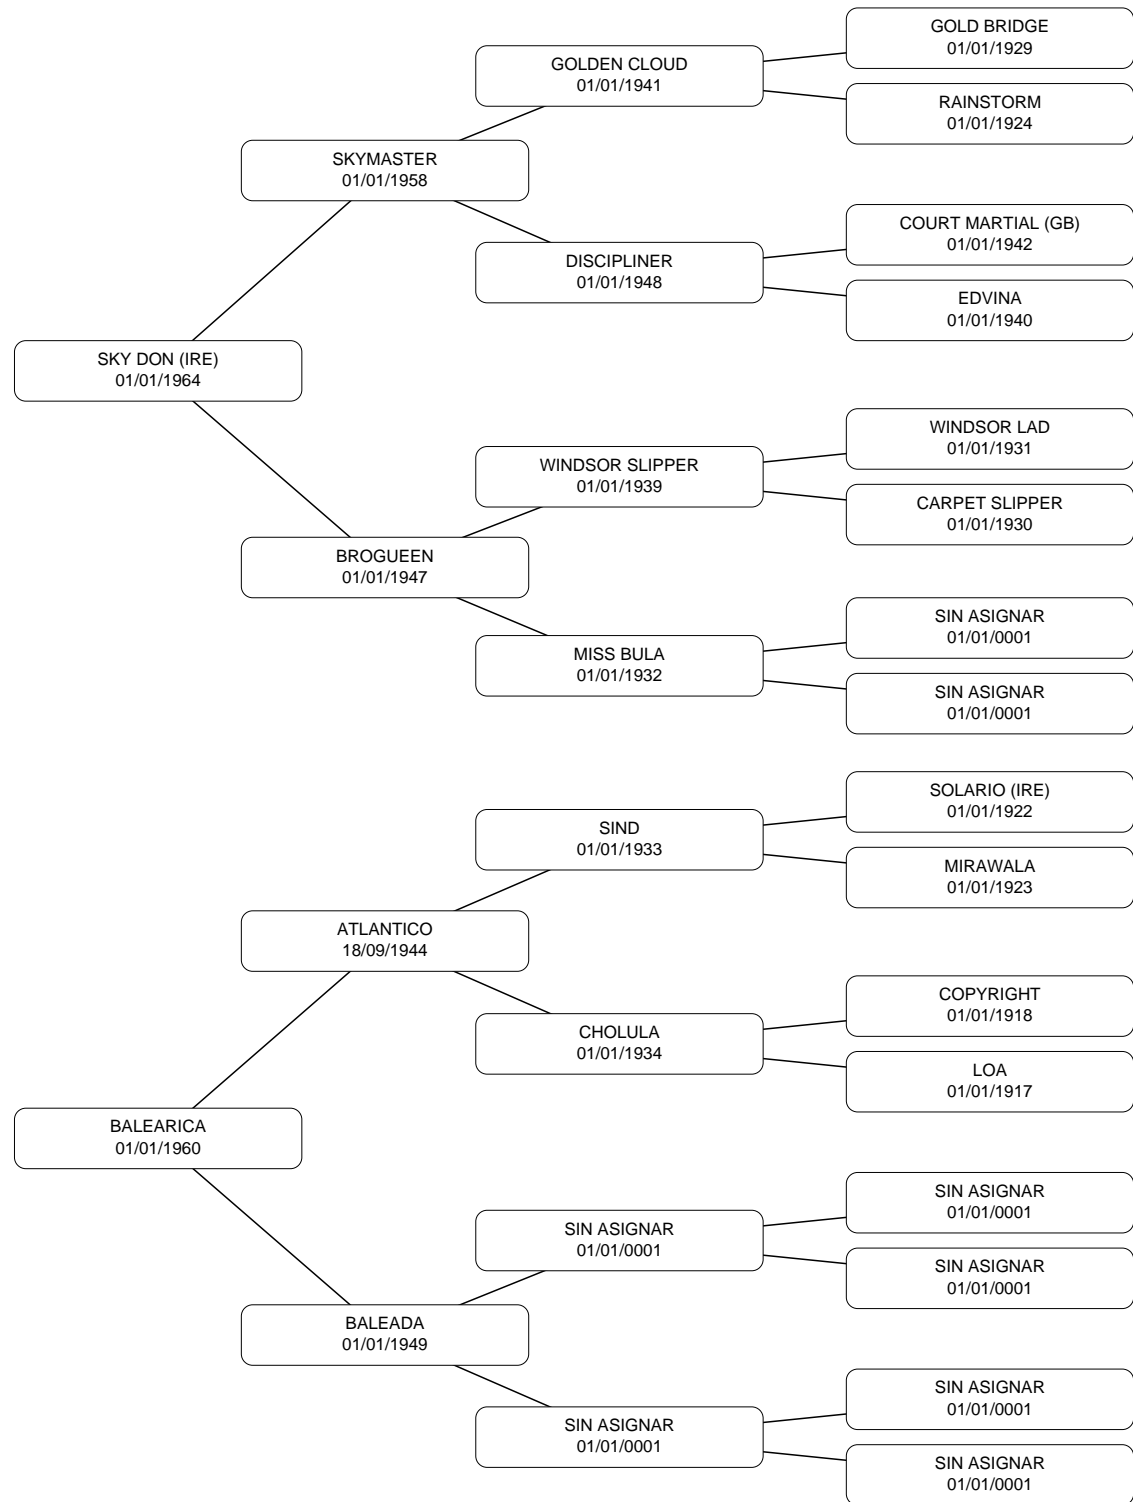 GOLD BRIDGE
01/01/1929
GOLDEN CLOUD
01/01/1941
RAINSTORM
01/01/1924
SKYMASTER
01/01/1958
COURT MARTIAL (GB)
01/01/1942
DISCIPLINER
01/01/1948
EDVINA
01/01/1940
SKY DON (IRE)
01/01/1964
WINDSOR LAD
01/01/1931
WINDSOR SLIPPER
01/01/1939
CARPET SLIPPER
01/01/1930
BROGUEEN
01/01/1947
SIN ASIGNAR
01/01/0001
MISS BULA
01/01/1932
SIN ASIGNAR
01/01/0001
SOLARIO (IRE)
01/01/1922
SIND
01/01/1933
MIRAWALA
01/01/1923
ATLANTICO
18/09/1944
COPYRIGHT
01/01/1918
CHOLULA
01/01/1934
LOA
01/01/1917
BALEARICA
01/01/1960
SIN ASIGNAR
01/01/0001
SIN ASIGNAR
01/01/0001
SIN ASIGNAR
01/01/0001
BALEADA
01/01/1949
SIN ASIGNAR
01/01/0001
SIN ASIGNAR
01/01/0001
SIN ASIGNAR
01/01/0001